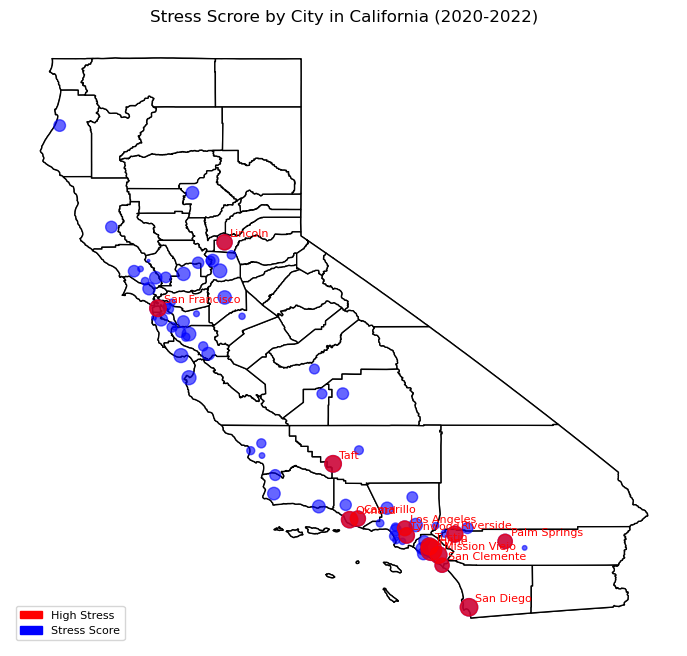 Stress Scrore by City in California (2020-2022)
Lincoln
San Francisco
Taft
Camarillo
Los Angeles
Riverside
Palm Springs
Mission Viejo
San Clemente
San Diego
High Stress
Stress Score